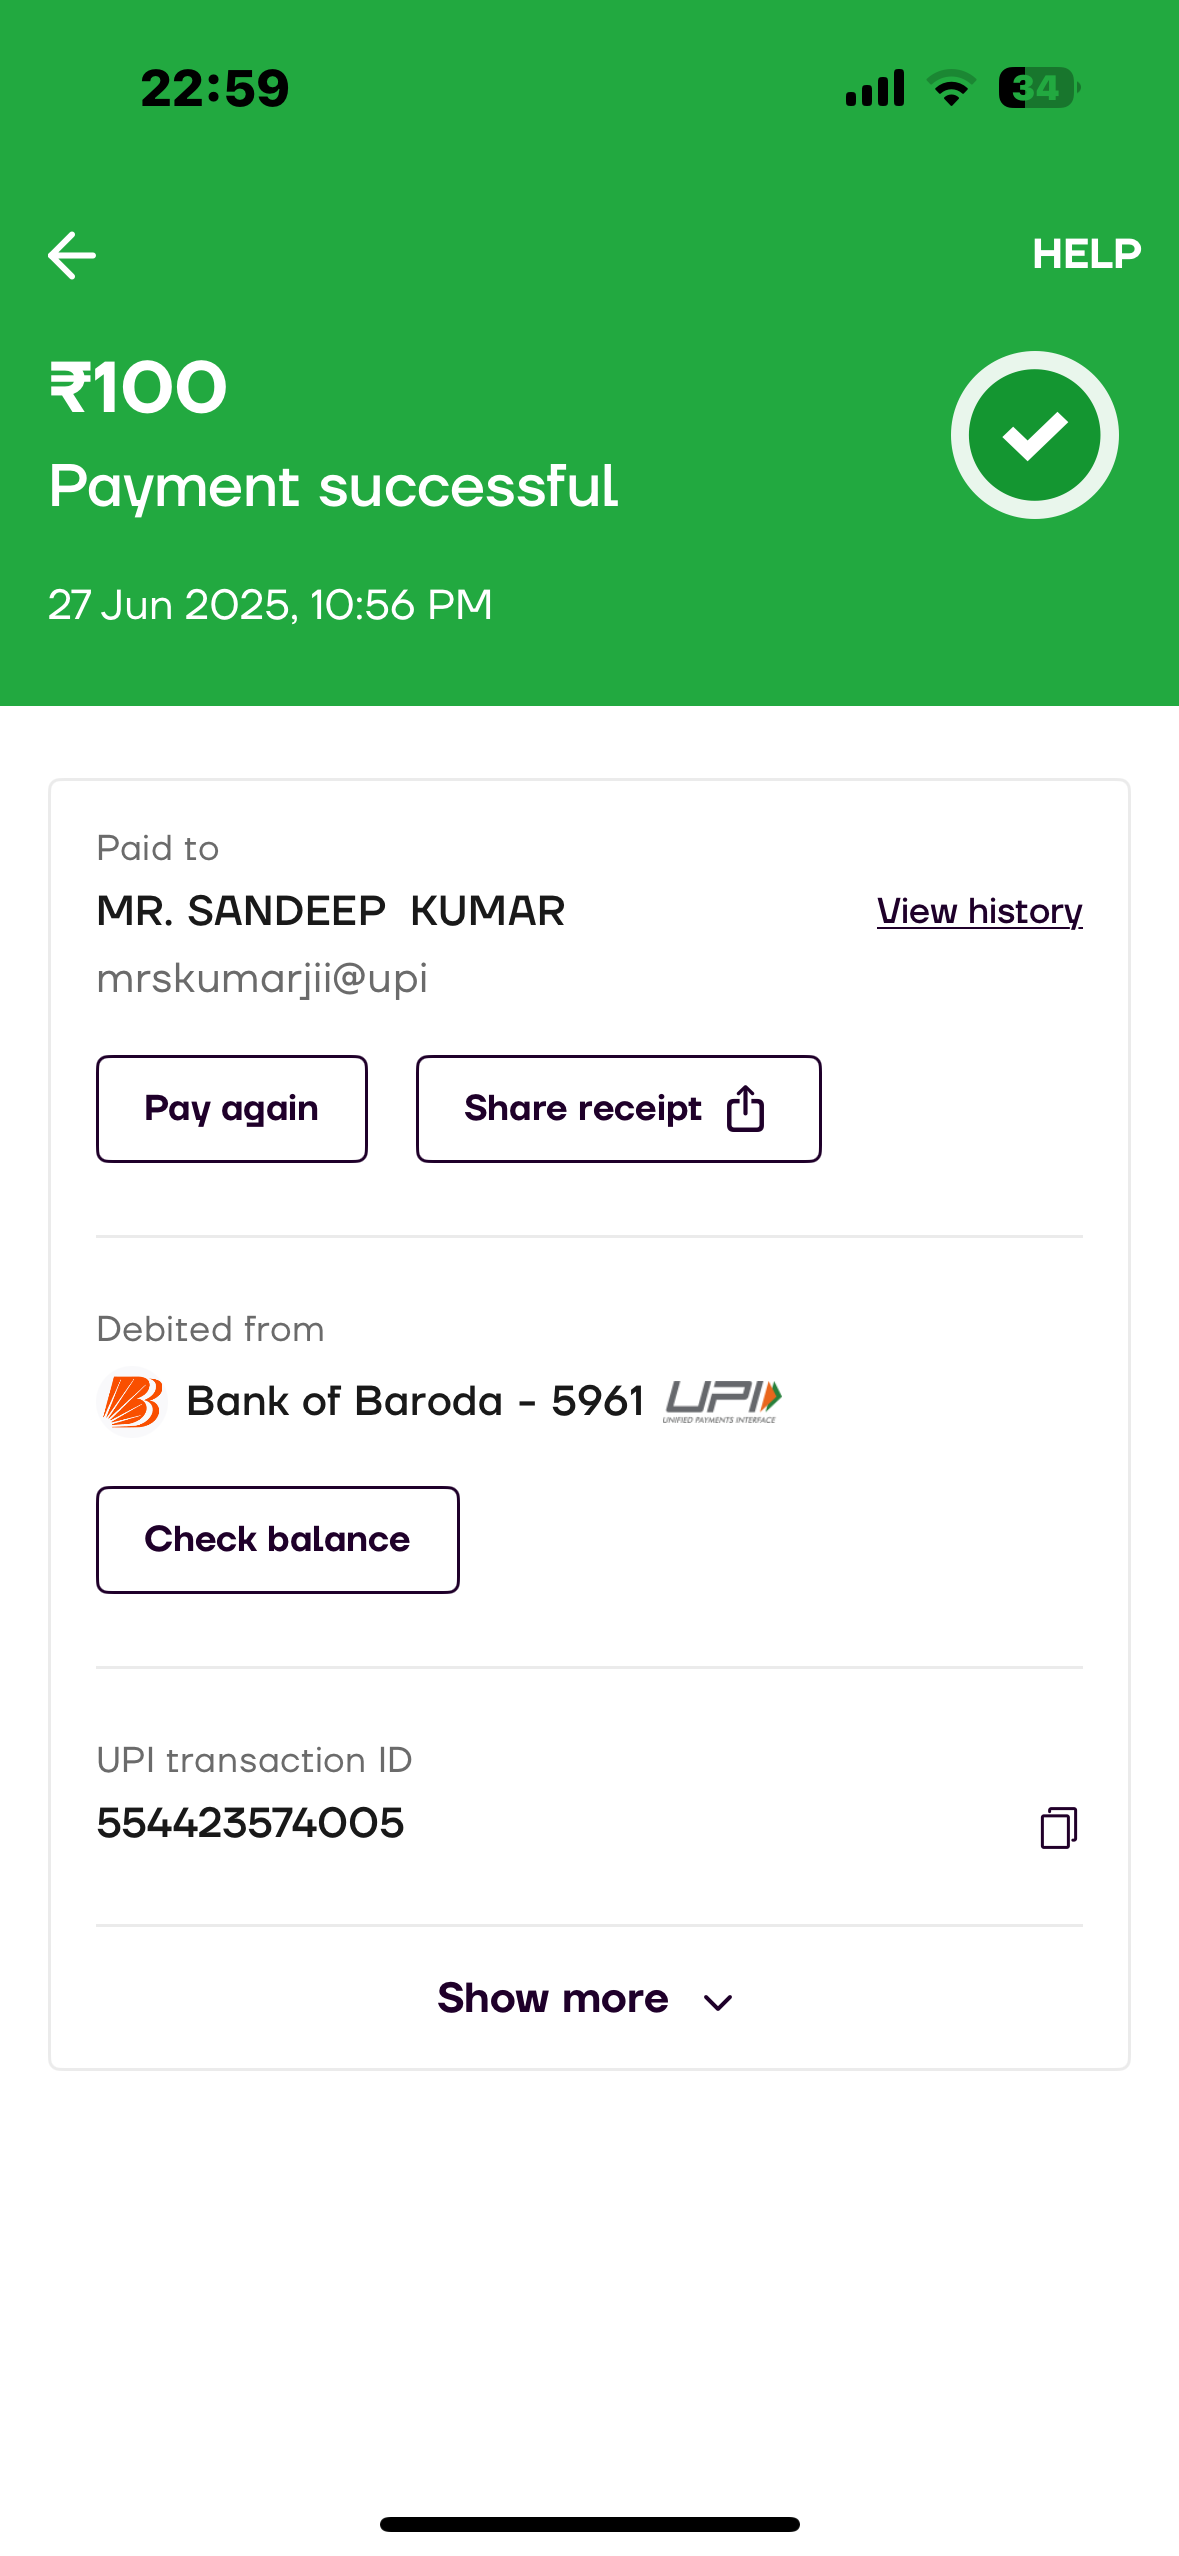 22:59
34
HELP
₹100
Payment successful
27 Jun 2025, 10:56 PM
Paid to
MR. SANDEEP  KUMAR
View history
mrskumarjii@upi
Pay again
Share receipt
Debited from
Bank of Baroda - 5961
UPI
UNIFIED PAYMENTS INTERFACE
Check balance
UPI transaction ID
554423574005
Show more